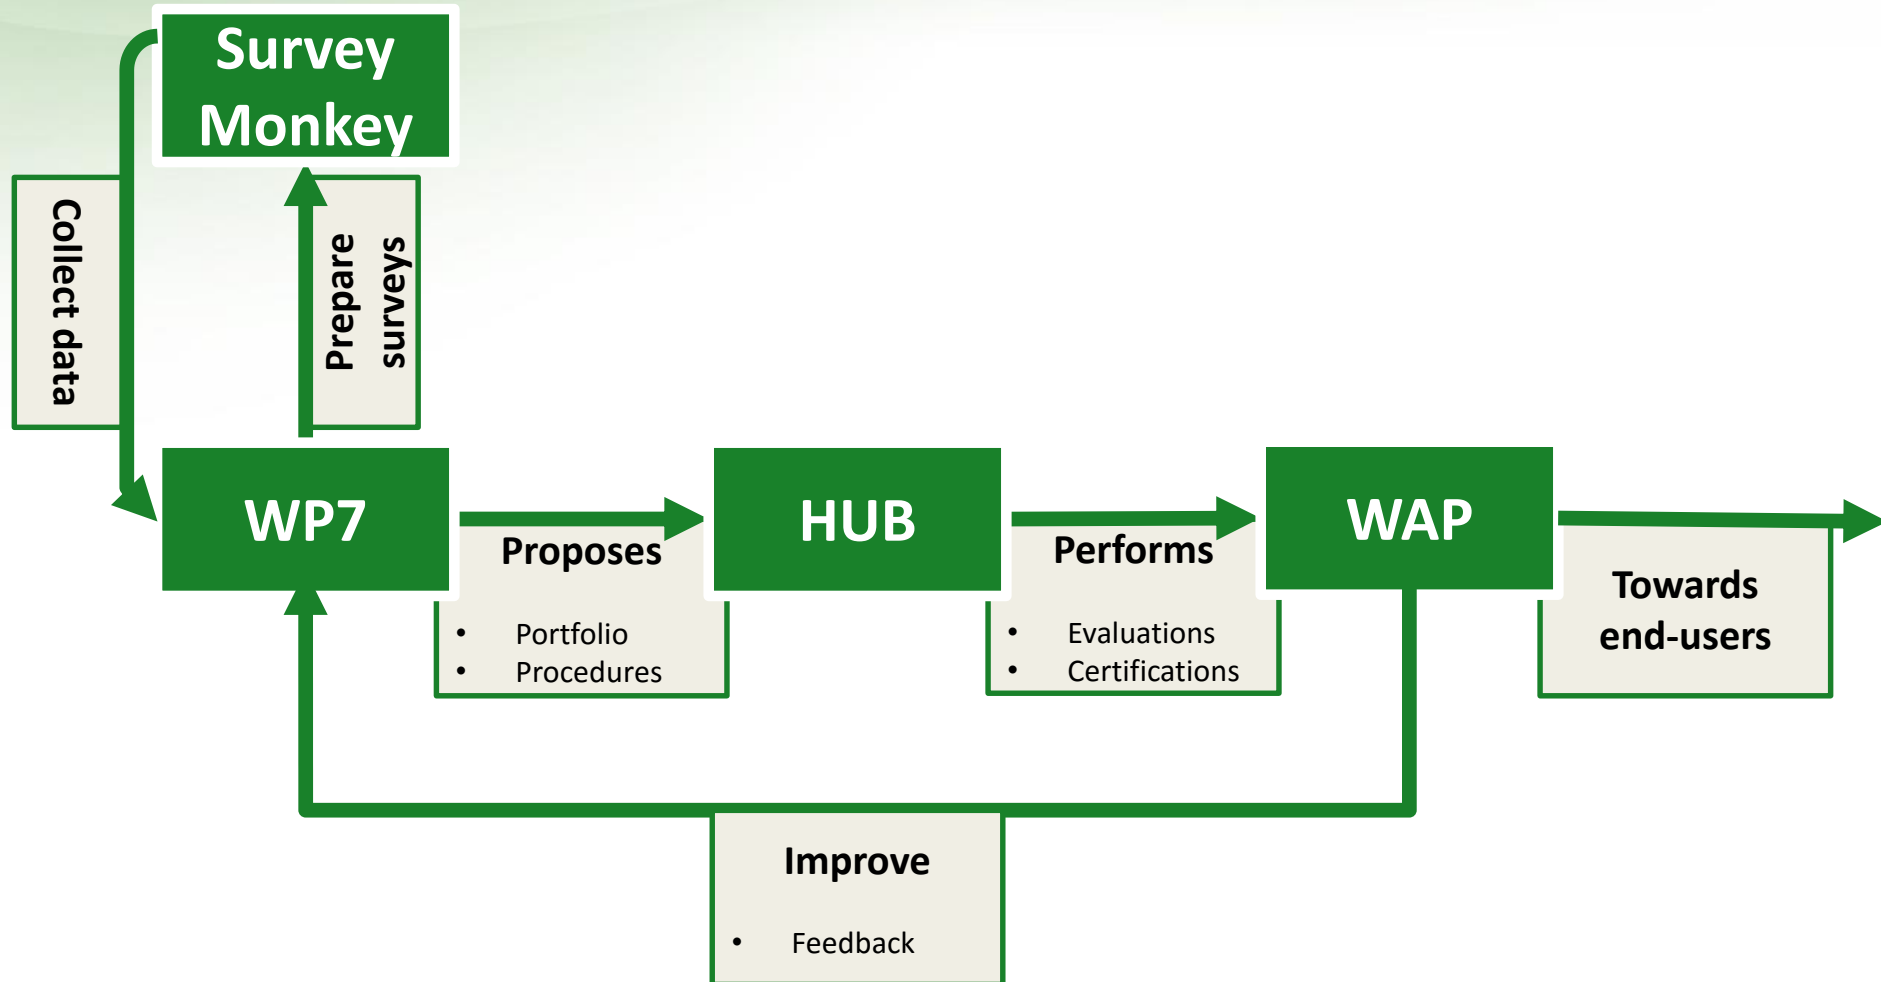 Survey
Monkey
Collect data
Prepare
surveys
WP7
HUB
WAP
Proposes
• Portfolio
• Procedures
Performs
• Evaluations
• Certifications
Towards
end-users
Improve
• Feedback